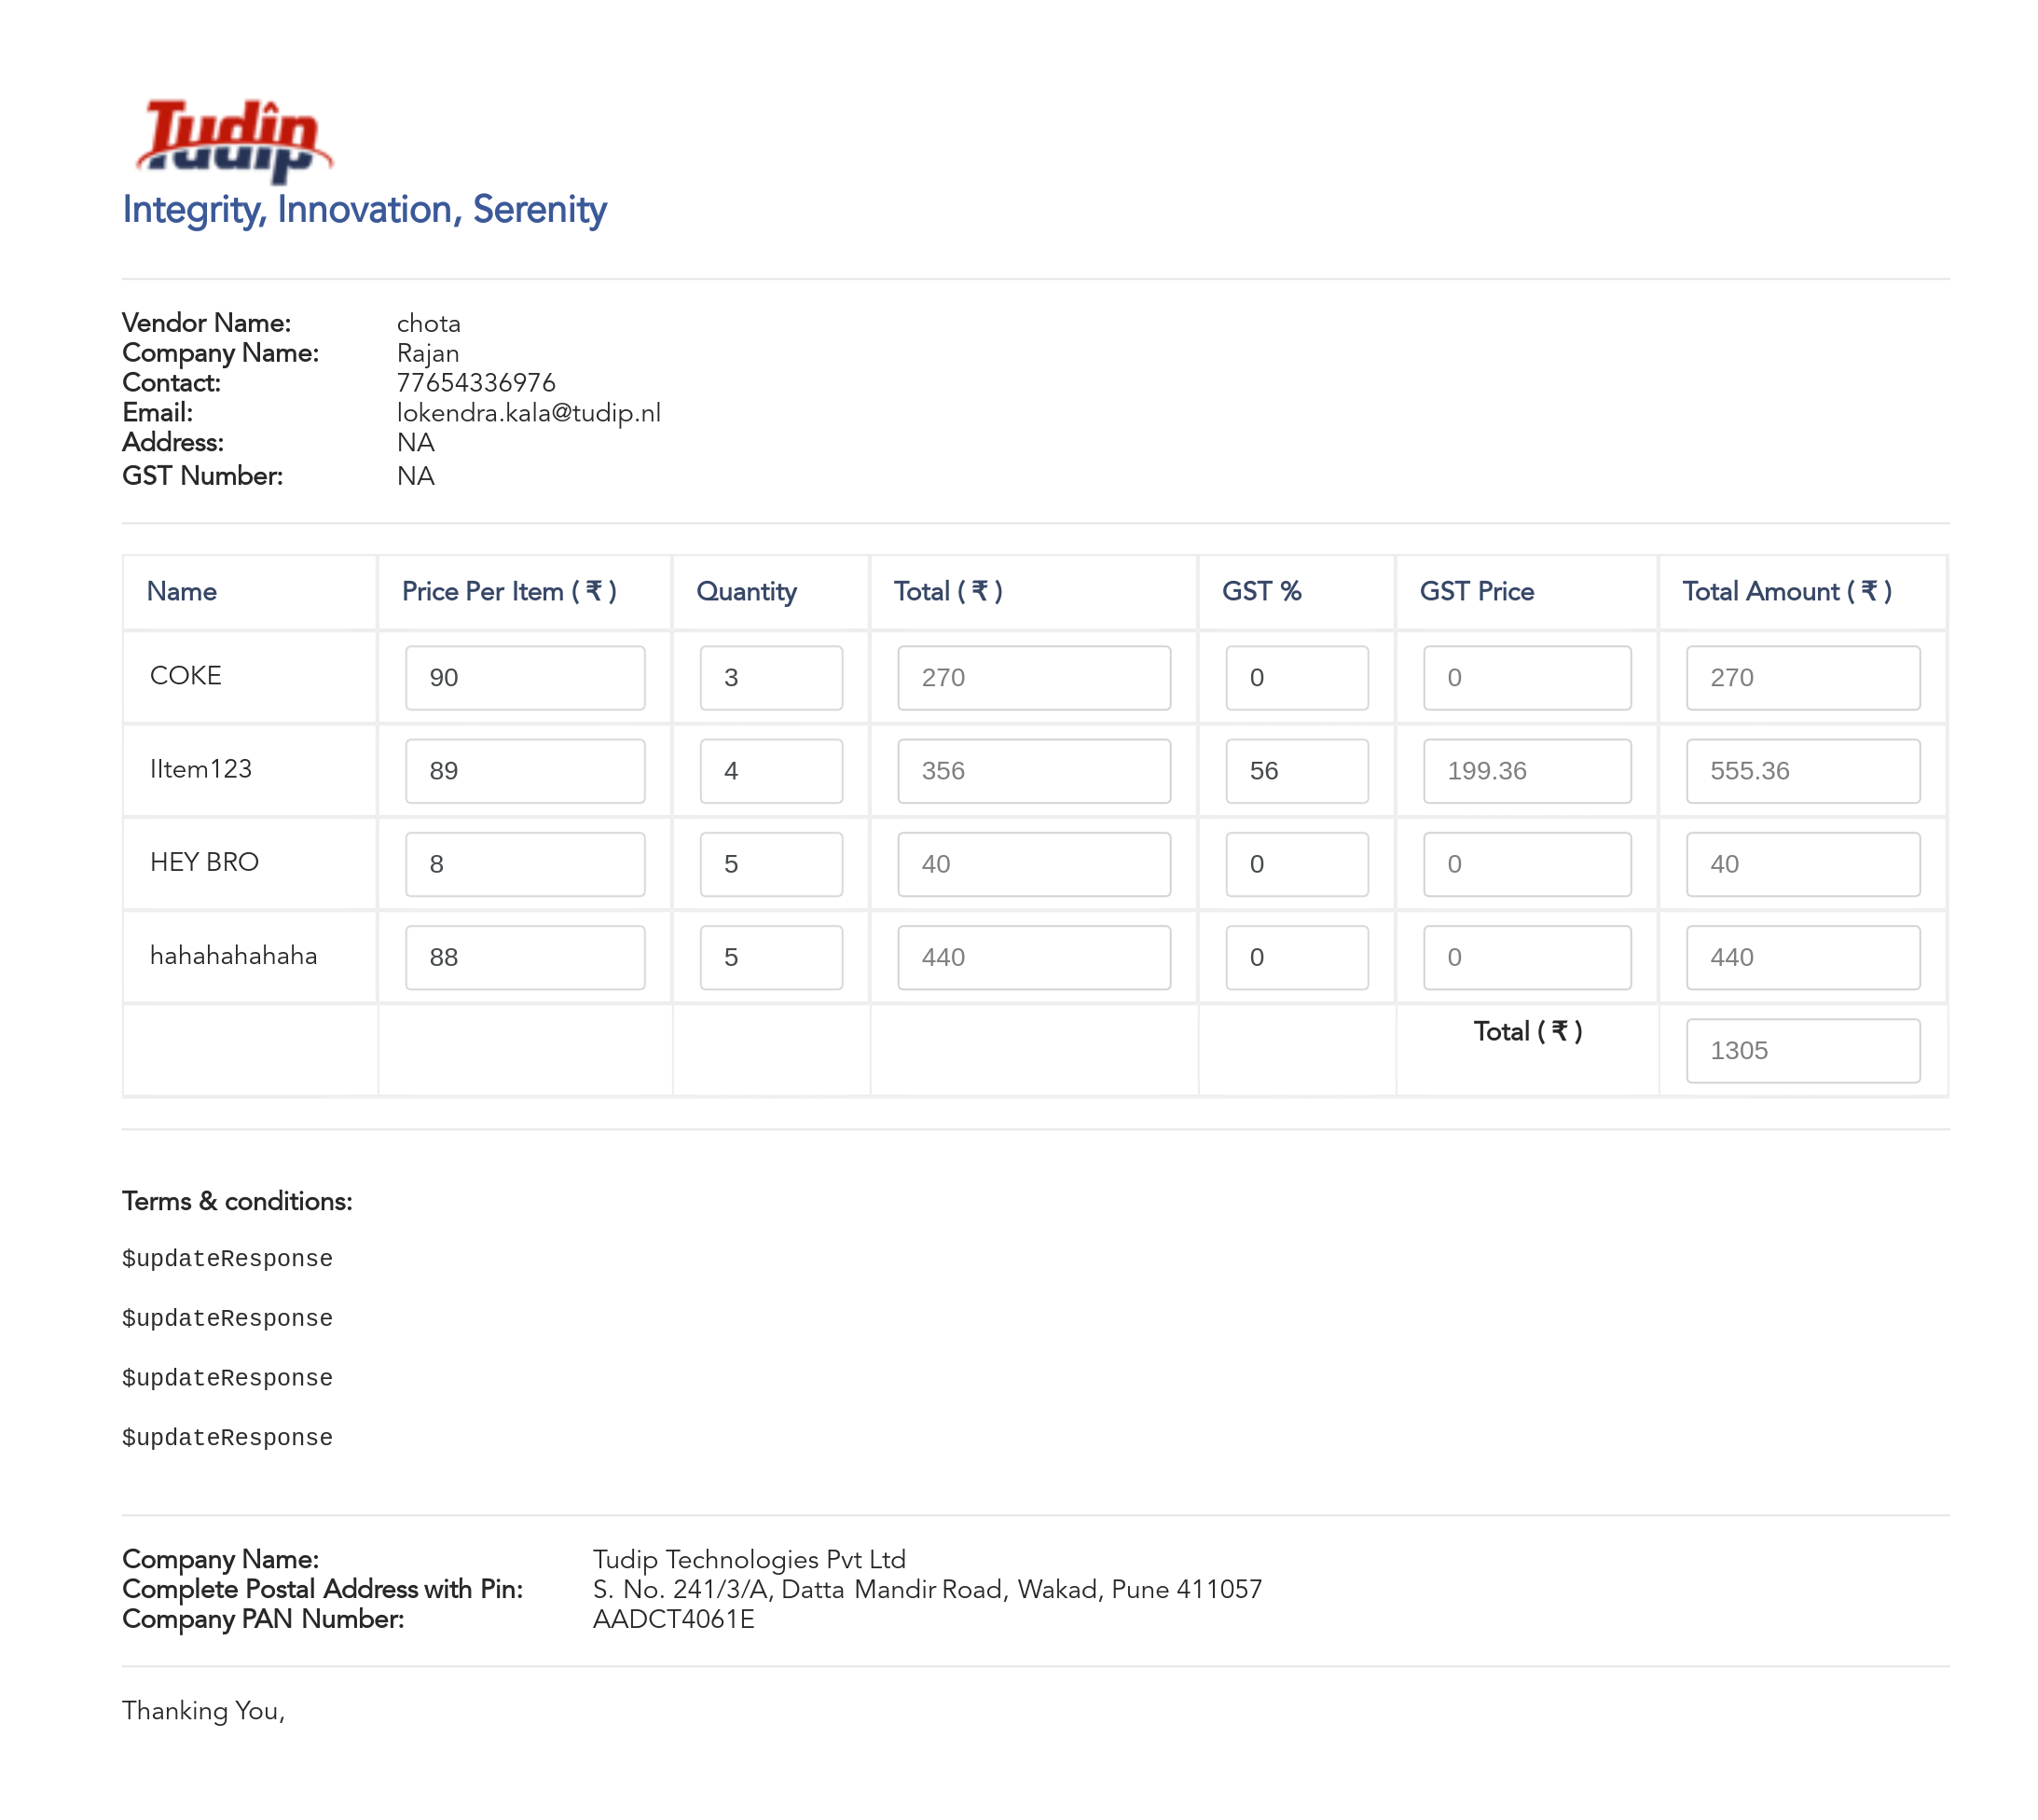 Tudip
Integrity, Innovation, Serenity
Vendor Name: chota
Company Name: Rajan
Contact: 77654336976
Email: lokendra.kala@tudip.nl
Address: NA
GST Number: NA
Name Price Per Item ( ₹ ) Quantity Total ( ₹ ) GST % GST Price Total Amount ( ₹ )
COKE 90 3 270 0 0 270
IItem123 89 4 356 56 199.36 555.36
HEY BRO 8 5 40 0 0 40
hahahahahaha 88 5 440 0 0 440
Total ( ₹ ) 1305
Terms & conditions:
$updateResponse
$updateResponse
$updateResponse
$updateResponse
Company Name: Tudip Technologies Pvt Ltd
Complete Postal Address with Pin: S. No. 241/3/A, Datta Mandir Road, Wakad, Pune 411057
Company PAN Number: AADCT4061E
Thanking You,